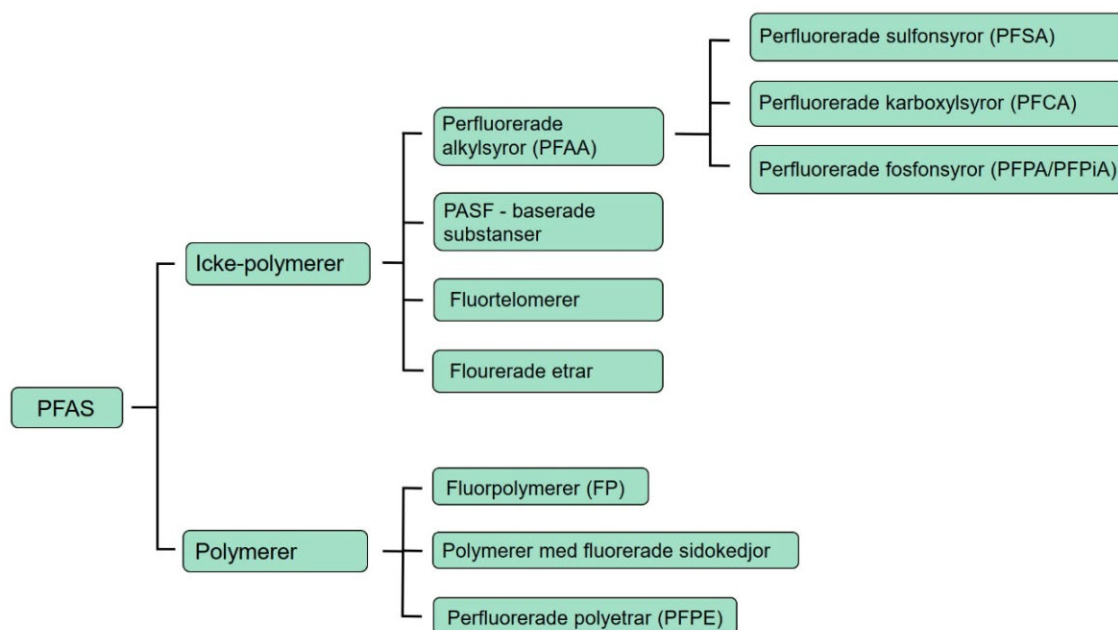 PFAS
Icke-polymerer
Perfluorerade
alkylsyror (PFAA)
Perfluorerade sulfonsyror (PFSA)
Perfluorerade karboxylsyror (PFCA)
Perfluorerade fosfonsyror (PFPA/PFPiA)
PASF - baserade
substanser
Fluortelomerer
Flourerade etrar
Polymerer
Fluorpolymerer (FP)
Polymerer med fluorerade sidokedjor
Perfluorerade polyetrar (PFPE)